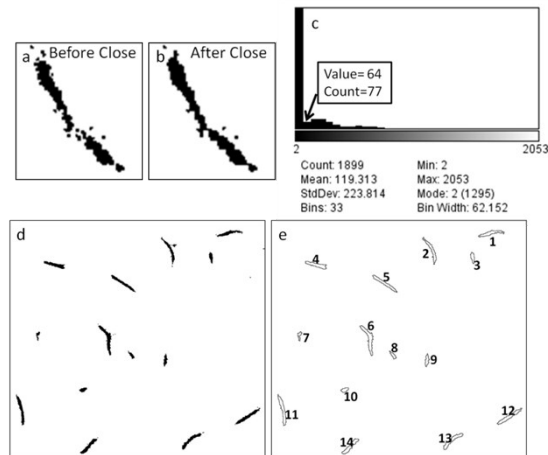 a Before Close
b After Close
c
Value= 64
Count=77
2 2053
Count: 1899 Min: 2
Mean: 119.313 Max: 2053
StdDev: 223.814 Mode: 2 (1295)
Bins: 33 Bin Width: 62.152
d
e
1
2
3
4
5
6
7
8
9
10
11
12
13
14